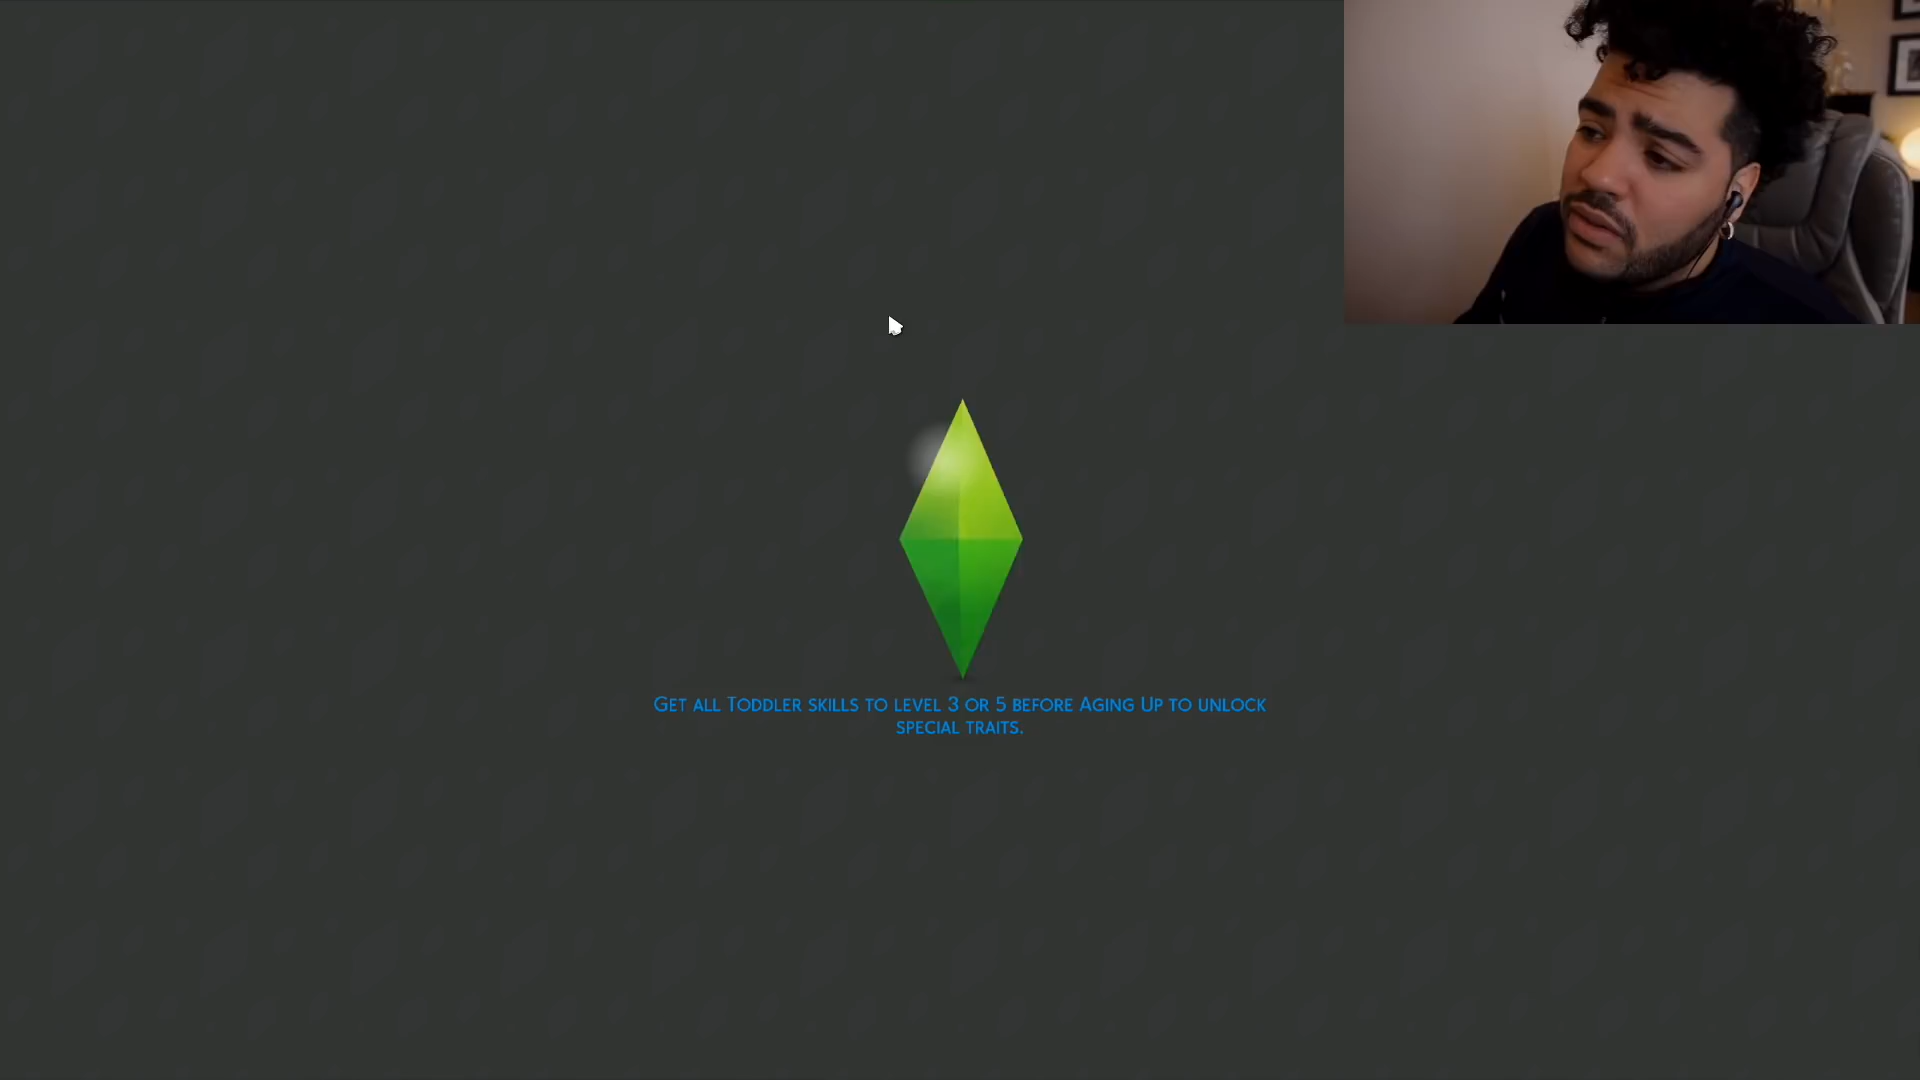 Get all Toddler skills to level 3 or 5 before Aging Up to unlock
special traits.